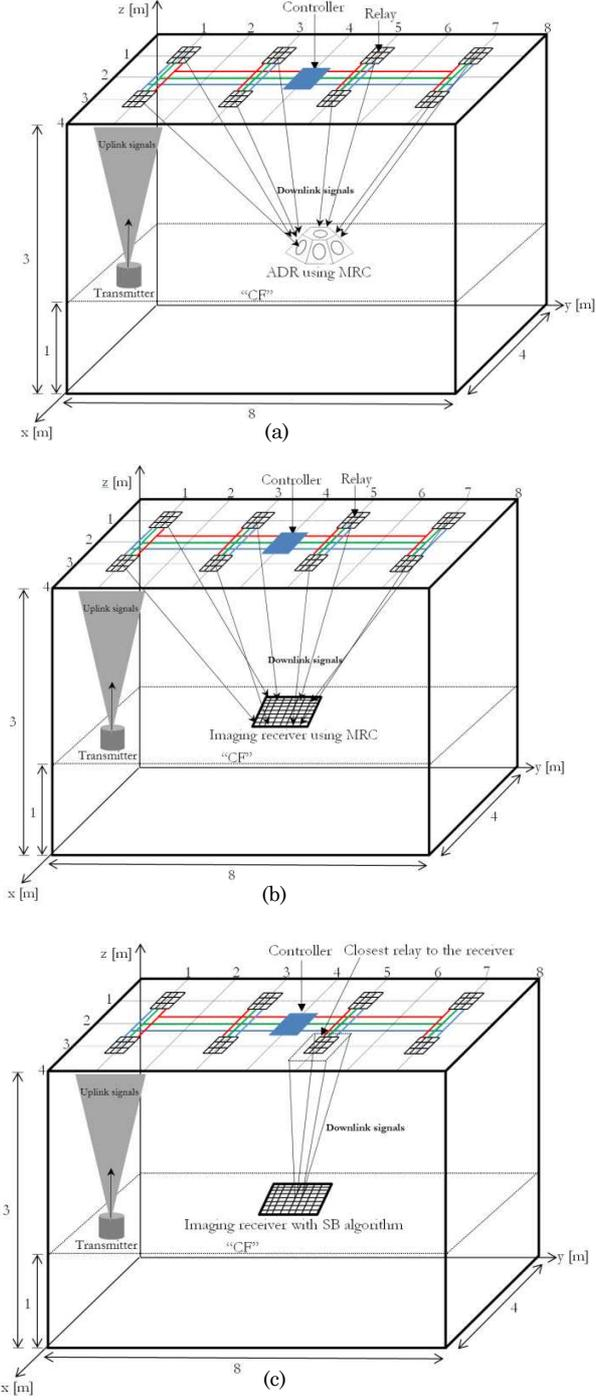 z [m]
Controller
Relay
1 2 3 4 5 6 7 8
1
2
3
4
Uplink signals
Downlink signals
3
ADR using MRC
Transmitter
"CF"
y [m]
1
4
8
x [m]
(a)
z [m]
Controller
Relay
1 2 3 4 5 6 7 8
1
2
3
4
Uplink signals
Downlink signals
3
Imaging receiver using MRC
Transmitter
"CF"
y [m]
1
4
8
x [m]
(b)
z [m]
Controller
Closest relay to the receiver
1 2 3 4 5 6 7 8
1
2
3
4
Uplink signals
Downlink signals
3
Imaging receiver with SB algorithm
Transmitter
"CF"
y [m]
1
4
8
x [m]
(c)